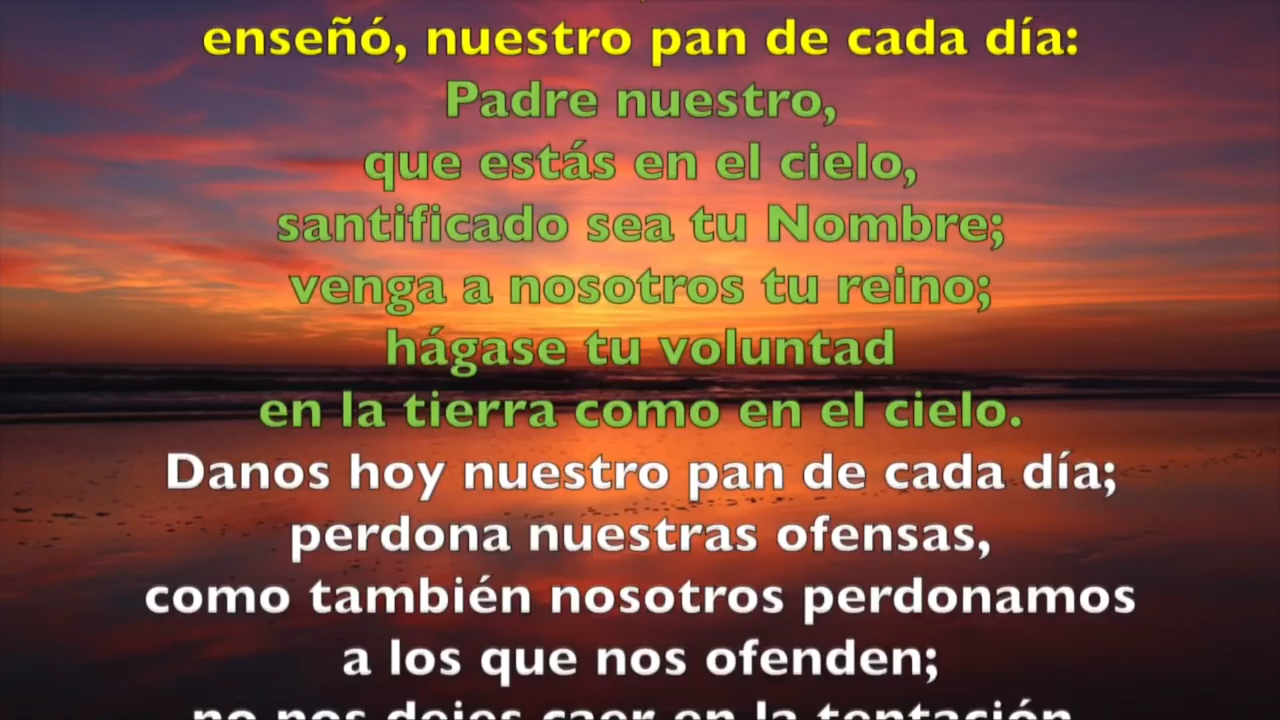 enseñó, nuestro pan de cada día:
Padre nuestro,
que estás en el cielo,
santificado sea tu Nombre;
venga a nosotros tu reino;
hágase tu voluntad
en la tierra como en el cielo.
Danos hoy nuestro pan de cada día;
perdona nuestras ofensas,
como también nosotros perdonamos
a los que nos ofenden;
no nos dejes caer en la tentación